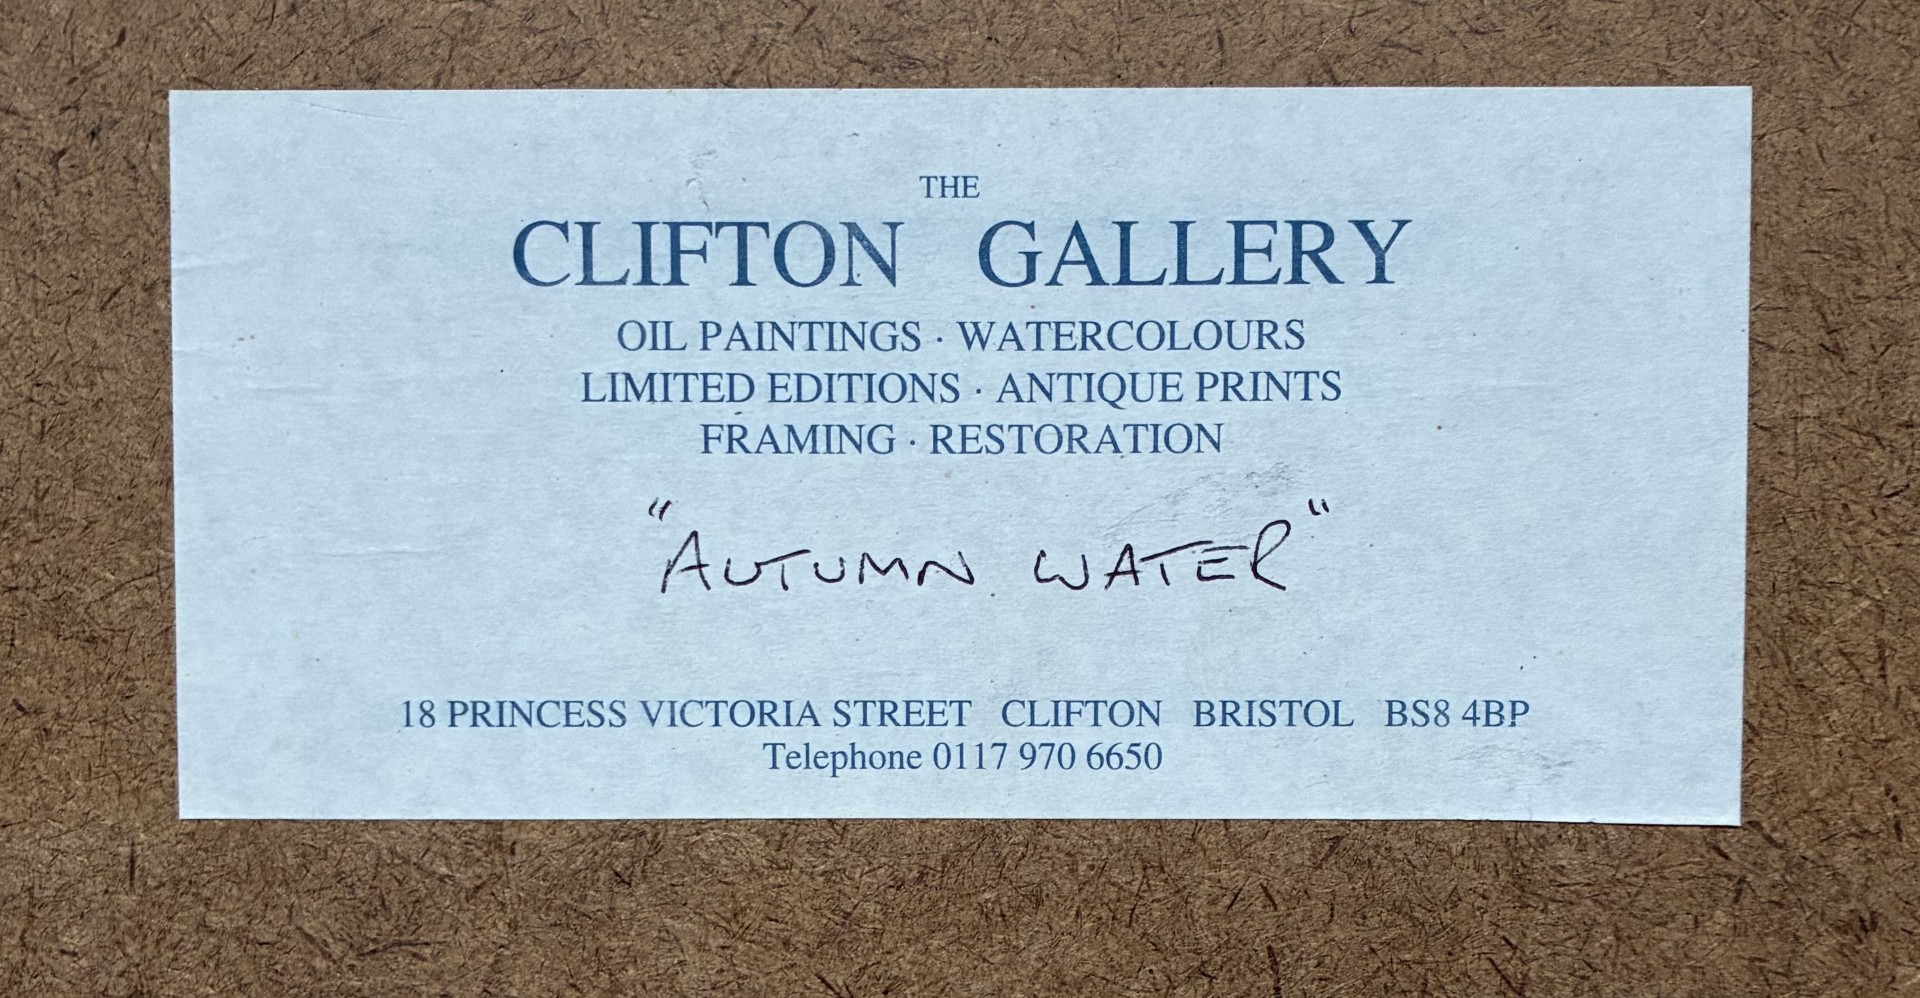 THE
CLIFTON GALLERY
OIL PAINTINGS · WATERCOLOURS
LIMITED EDITIONS · ANTIQUE PRINTS
FRAMING · RESTORATION
"AUTUMN WATER"
18 PRINCESS VICTORIA STREET CLIFTON BRISTOL BS8 4BP
Telephone 0117 970 6650